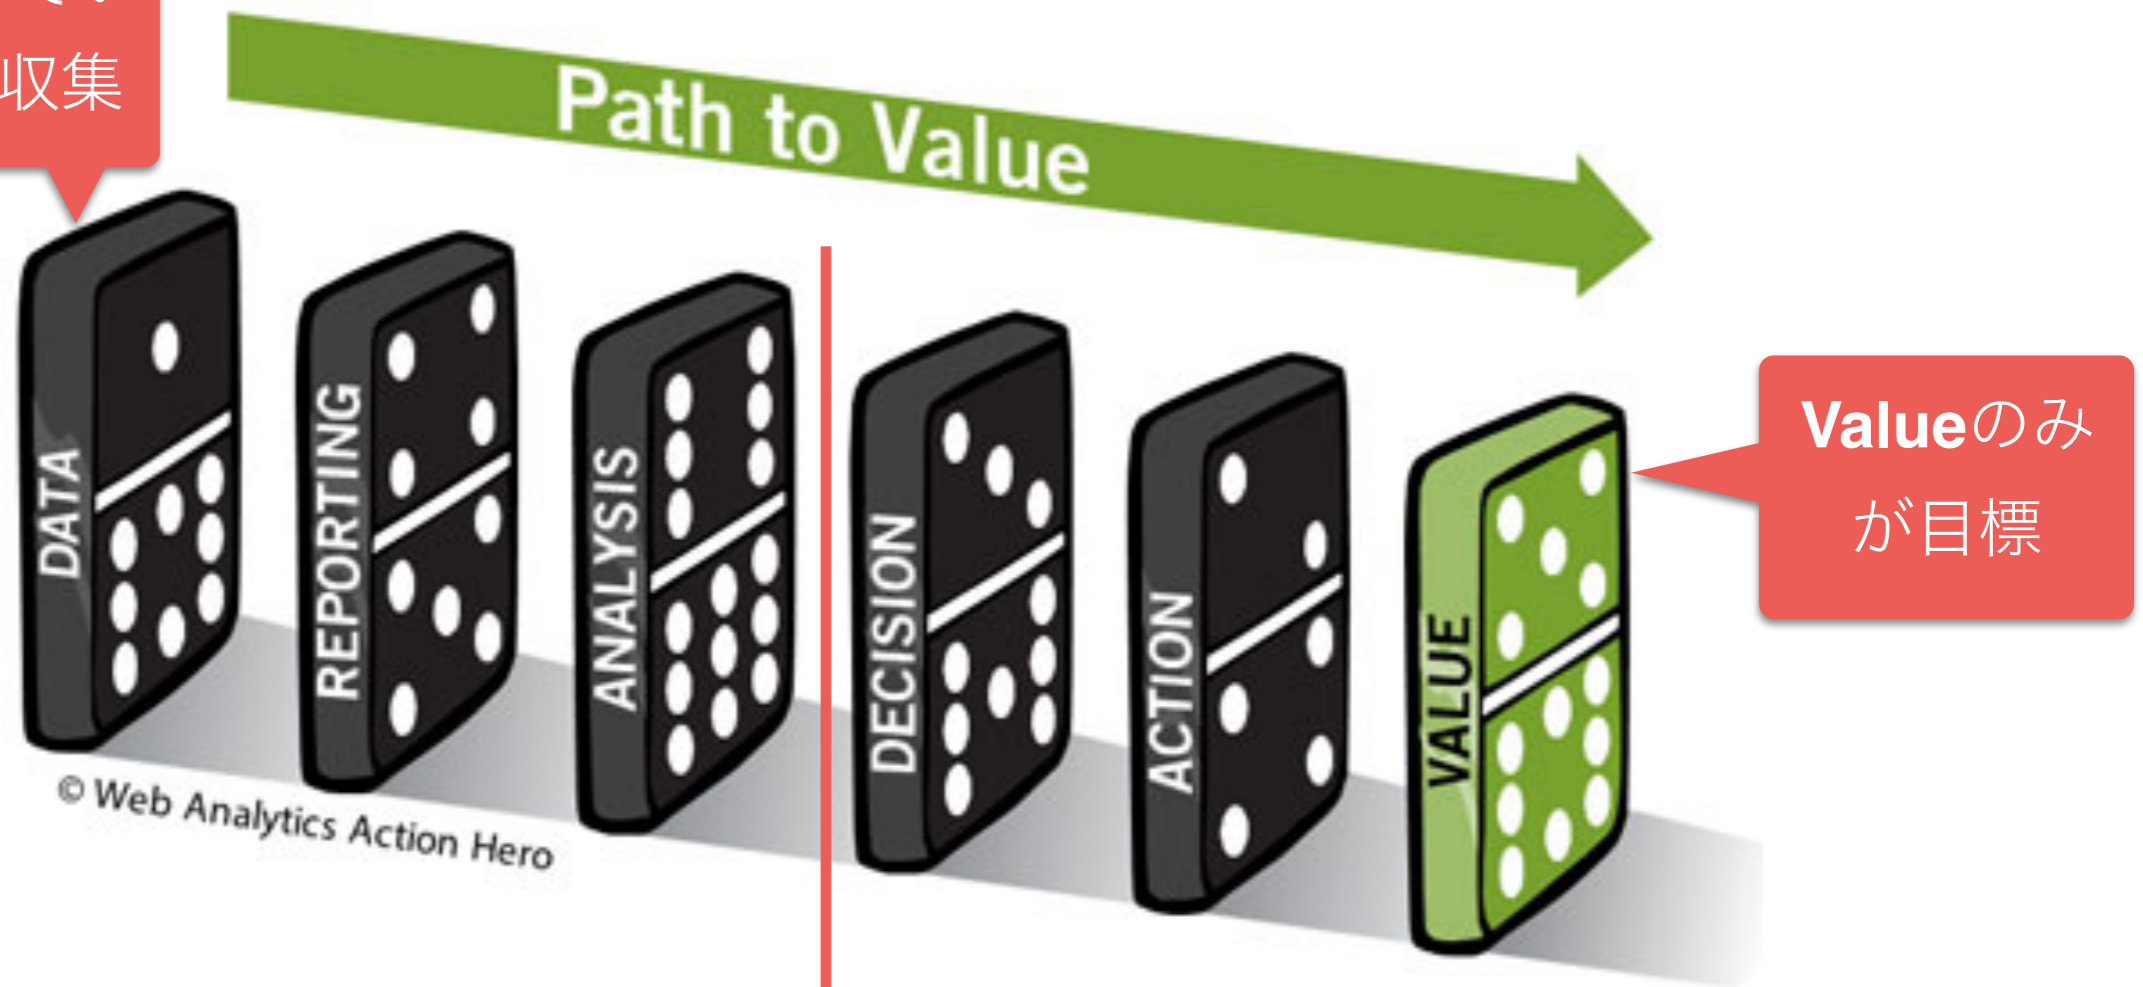 収集
Path to Value
DATA
REPORTING
ANALYSIS
DECISION
ACTION
VALUE
Valueのみ
が目標
© Web Analytics Action Hero